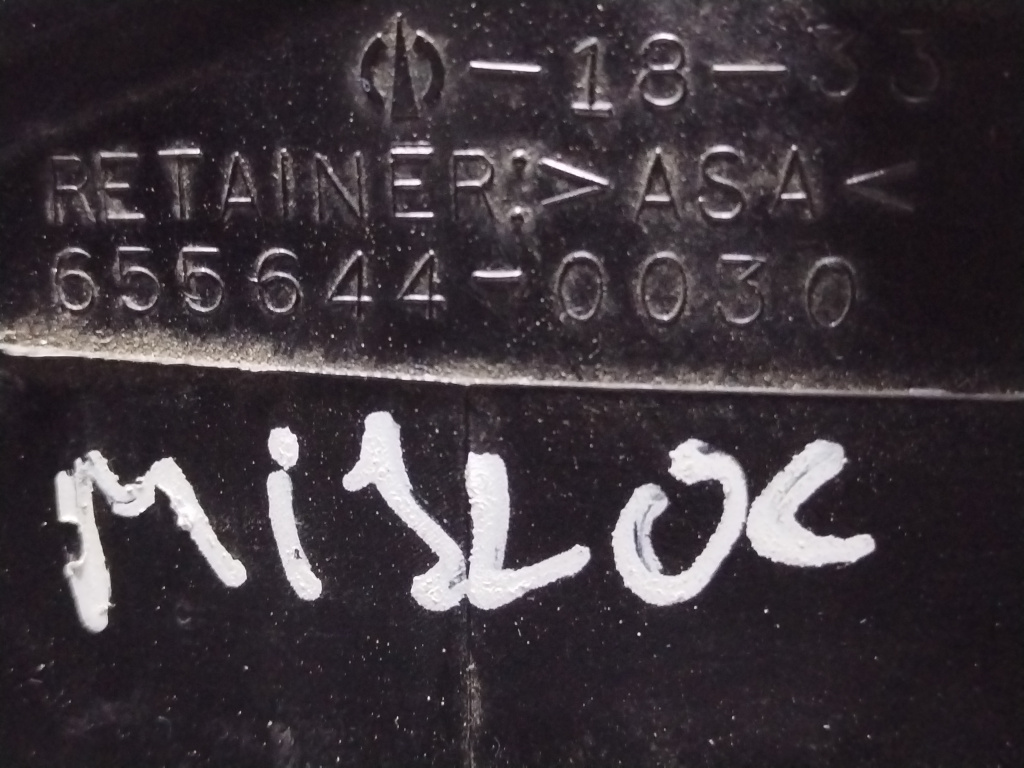 -18-33
RETAINER:>ASA<
655644-0030
MiSLOC